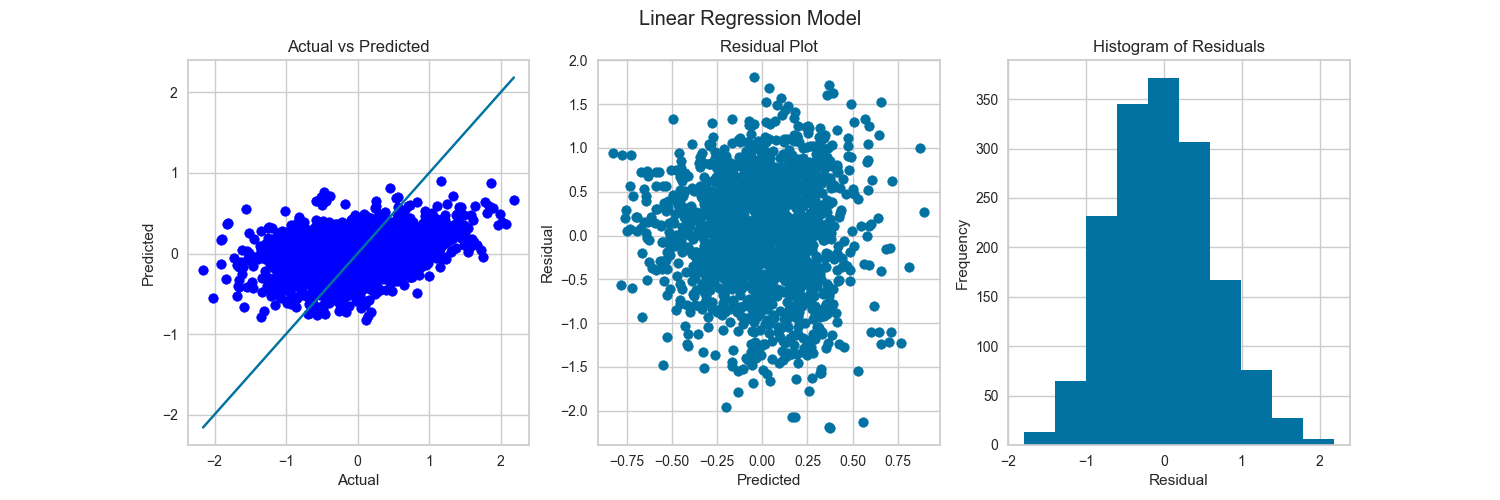 Linear Regression Model
Actual vs Predicted
Predicted
2
1
0
−1
−2
−2 −1 0 1 2
Actual
Residual Plot
Residual
2.0
1.5
1.0
0.5
0.0
−0.5
−1.0
−1.5
−2.0
−0.75 −0.50 −0.25 0.00 0.25 0.50 0.75
Predicted
Histogram of Residuals
Frequency
350
300
250
200
150
100
50
0
−2 −1 0 1 2
Residual